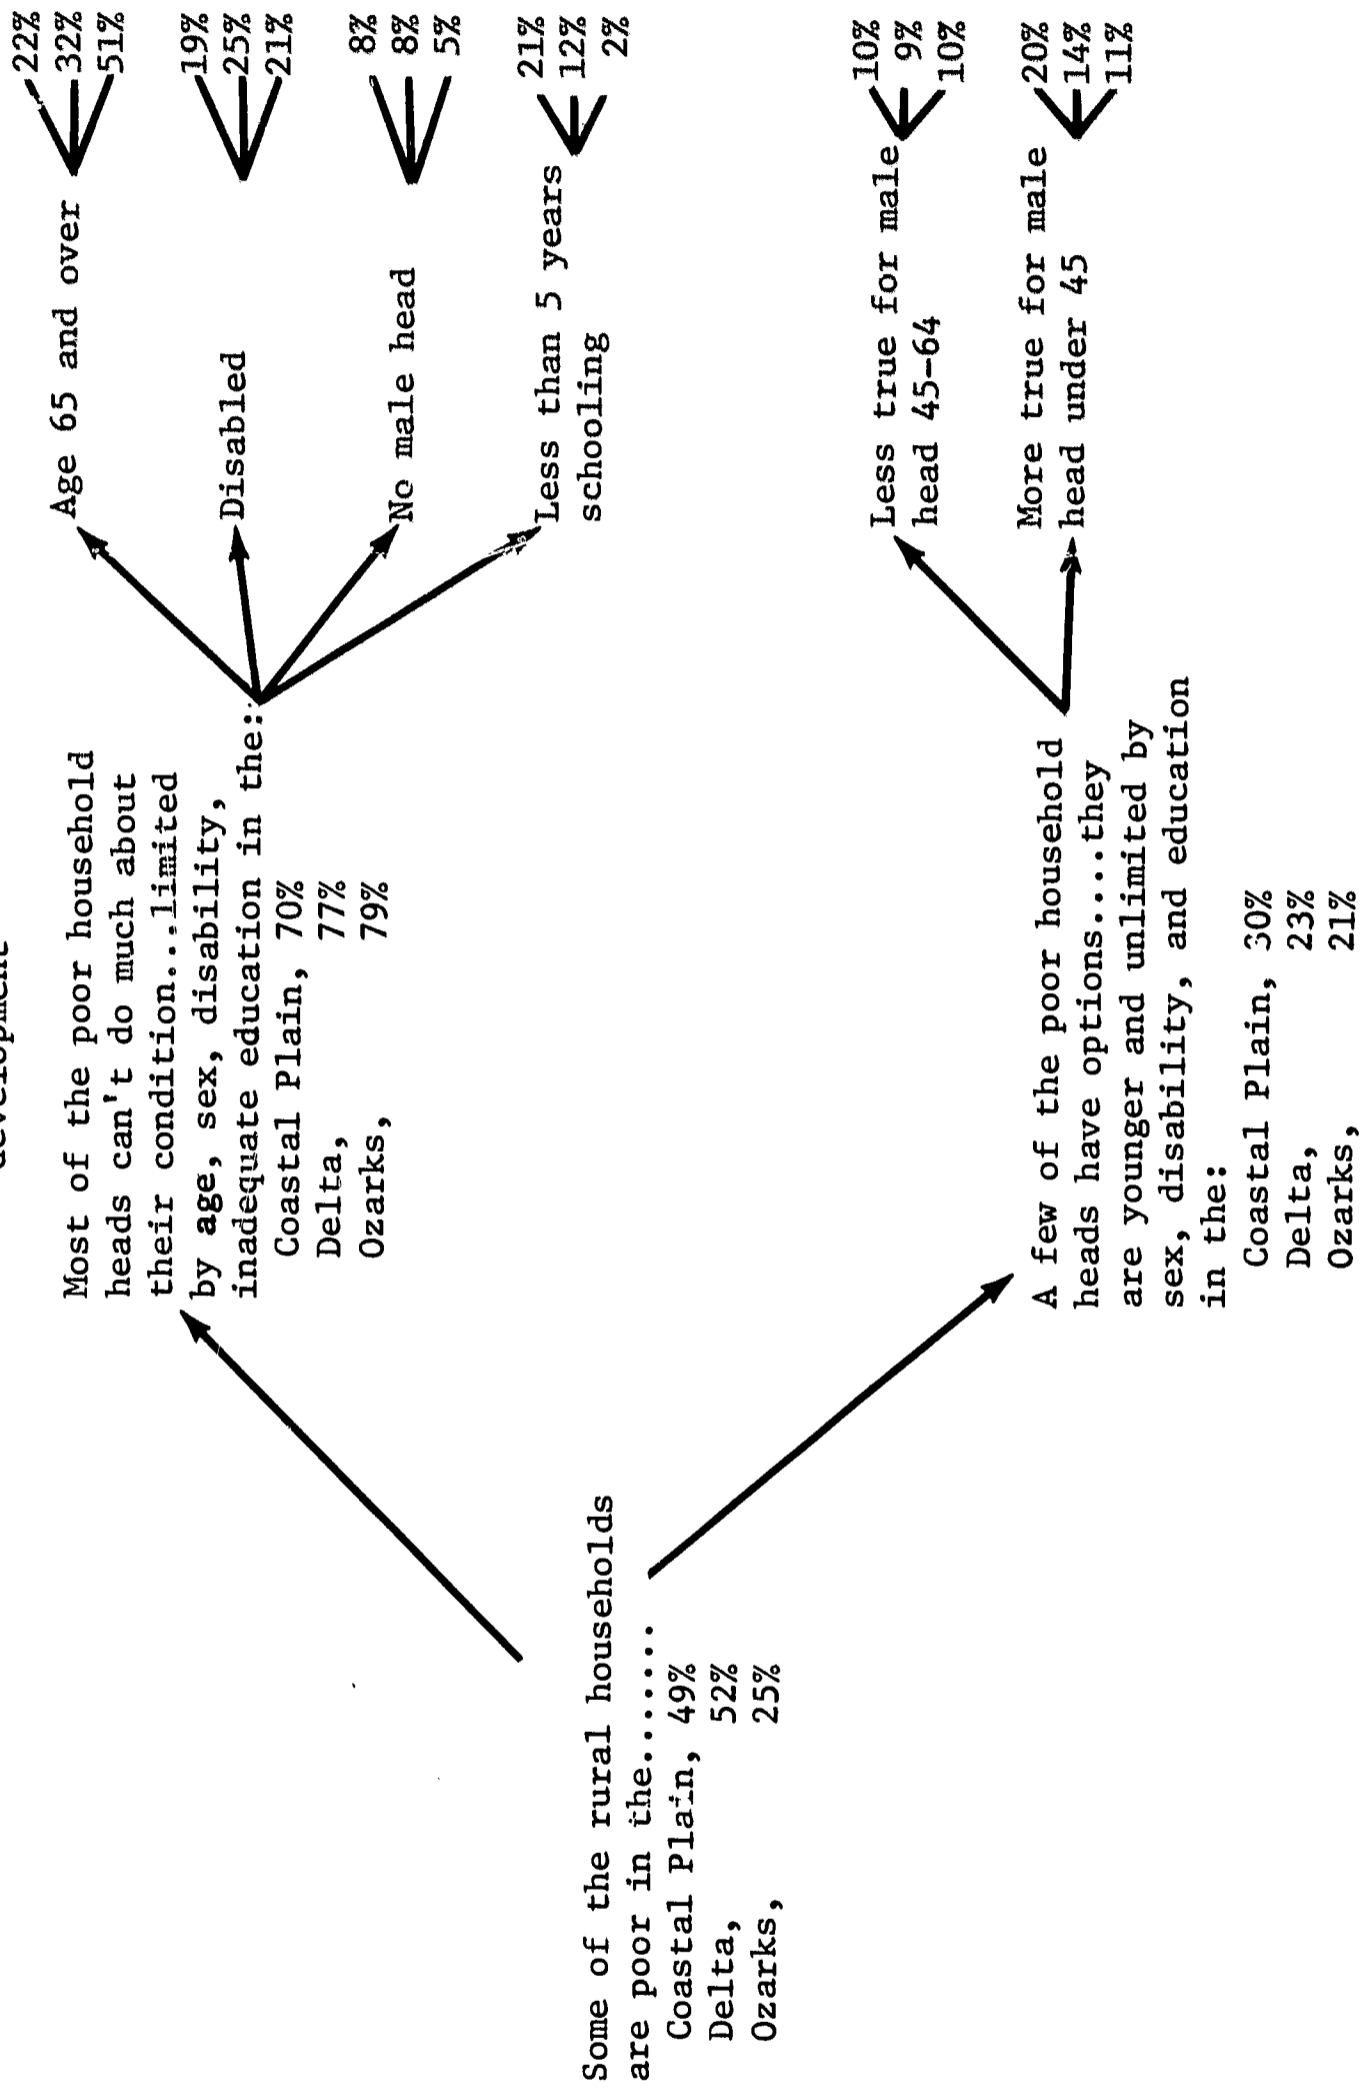 development
Most of the poor household
heads can't do much about
their condition...limited
by age, sex, disability,
inadequate education in the:
Coastal Plain, 70%
Delta, 77%
Ozarks, 79%
Age 65 and over
22%
32%
51%
Disabled
19%
25%
21%
No male head
8%
8%
5%
Less than 5 years
schooling
21%
12%
2%
Some of the rural households
are poor in the.......
Coastal Plain, 49%
Delta, 52%
Ozarks, 25%
A few of the poor household
heads have options....they
are younger and unlimited by
sex, disability, and education
in the:
Coastal Plain, 30%
Delta, 23%
Ozarks, 21%
Less true for male
head 45-64
10%
9%
10%
More true for male
head under 45
20%
14%
11%